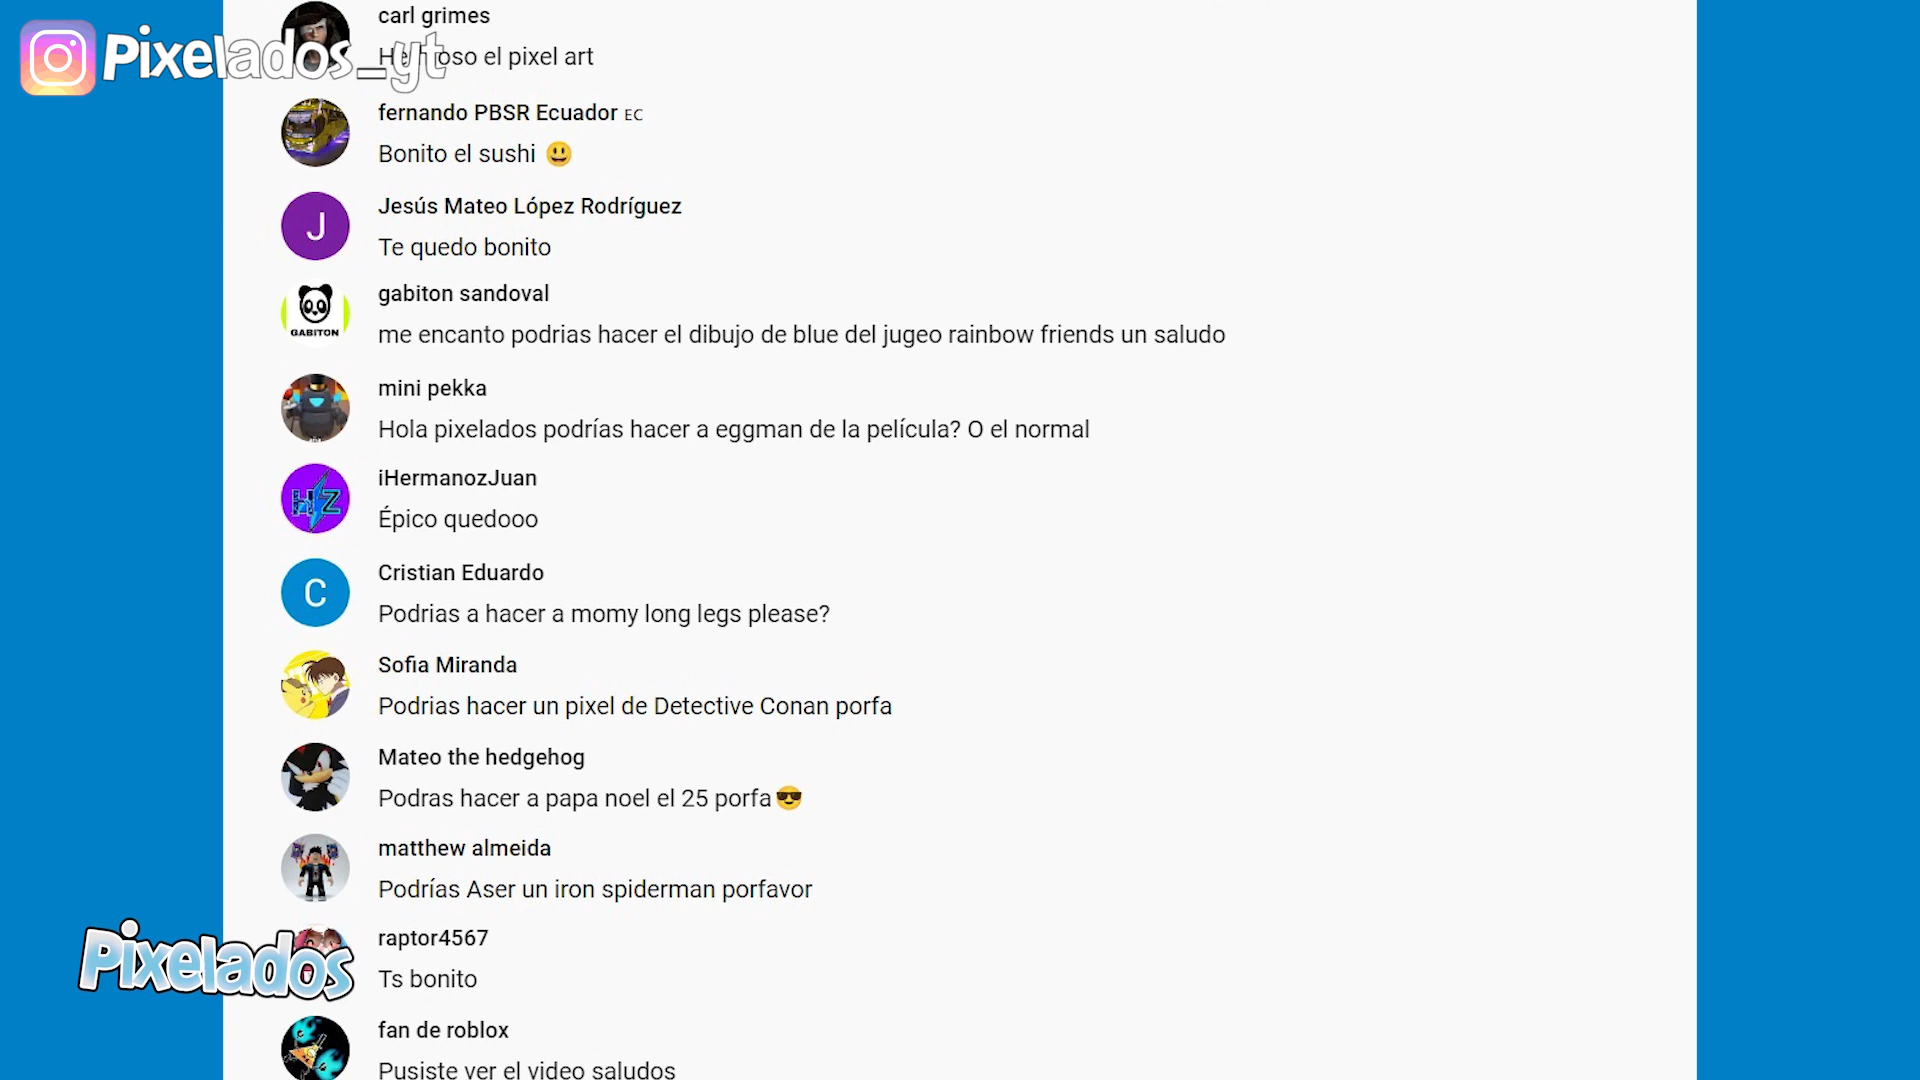 carl grimes
Pixelados_yt
oso el pixel art
fernando PBSR Ecuador EC
Bonito el sushi 😃
J
Jesús Mateo López Rodríguez
Te quedo bonito
gabiton sandoval
GABITON
me encanto podrias hacer el dibujo de blue del jugeo rainbow friends un saludo
mini pekka
Hola pixelados podrías hacer a eggman de la película? O el normal
iHermanozJuan
HZ
Épico quedooo
Cristian Eduardo
C
Podrias a hacer a momy long legs please?
Sofia Miranda
Podrias hacer un pixel de Detective Conan porfa
Mateo the hedgehog
Podras hacer a papa noel el 25 porfa😎
matthew almeida
Podrías Aser un iron spiderman porfavor
raptor4567
Pixelados
Ts bonito
fan de roblox
Pusiste ver el video saludos